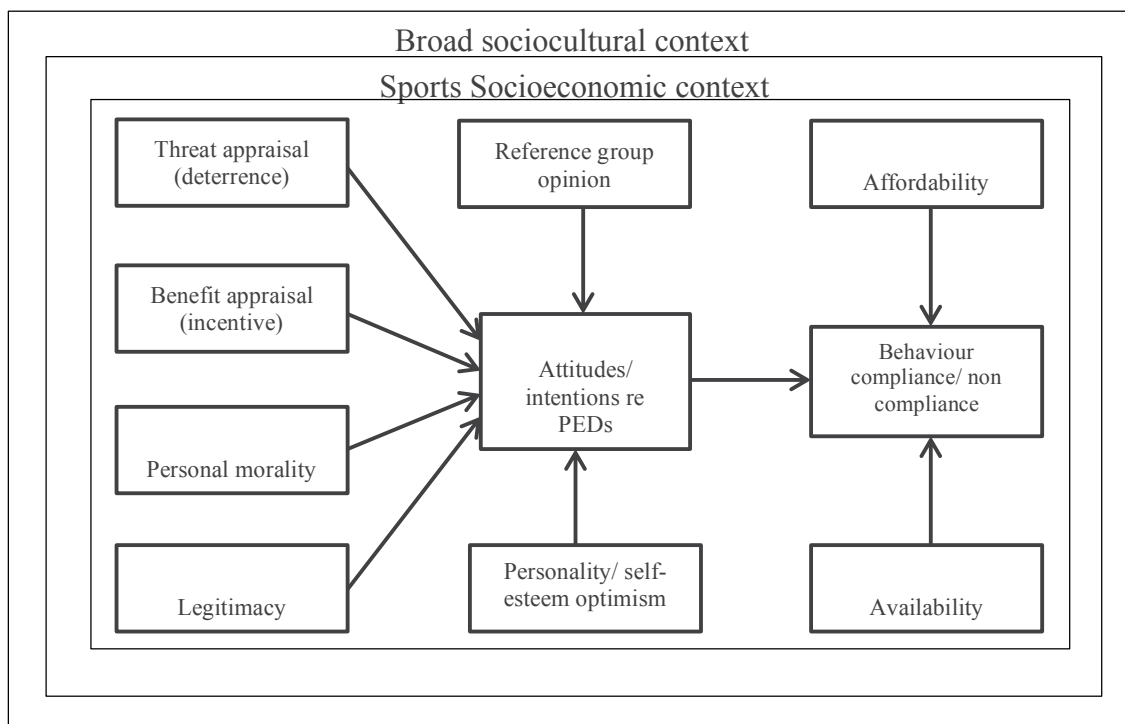 Broad sociocultural context
Sports Socioeconomic context
Threat appraisal
(deterrence)
Reference group
opinion
Affordability
Benefit appraisal
(incentive)
Attitudes/
intentions re
PEDs
Behaviour
compliance/ non
compliance
Personal morality
Legitimacy
Personality/ self-
esteem optimism
Availability